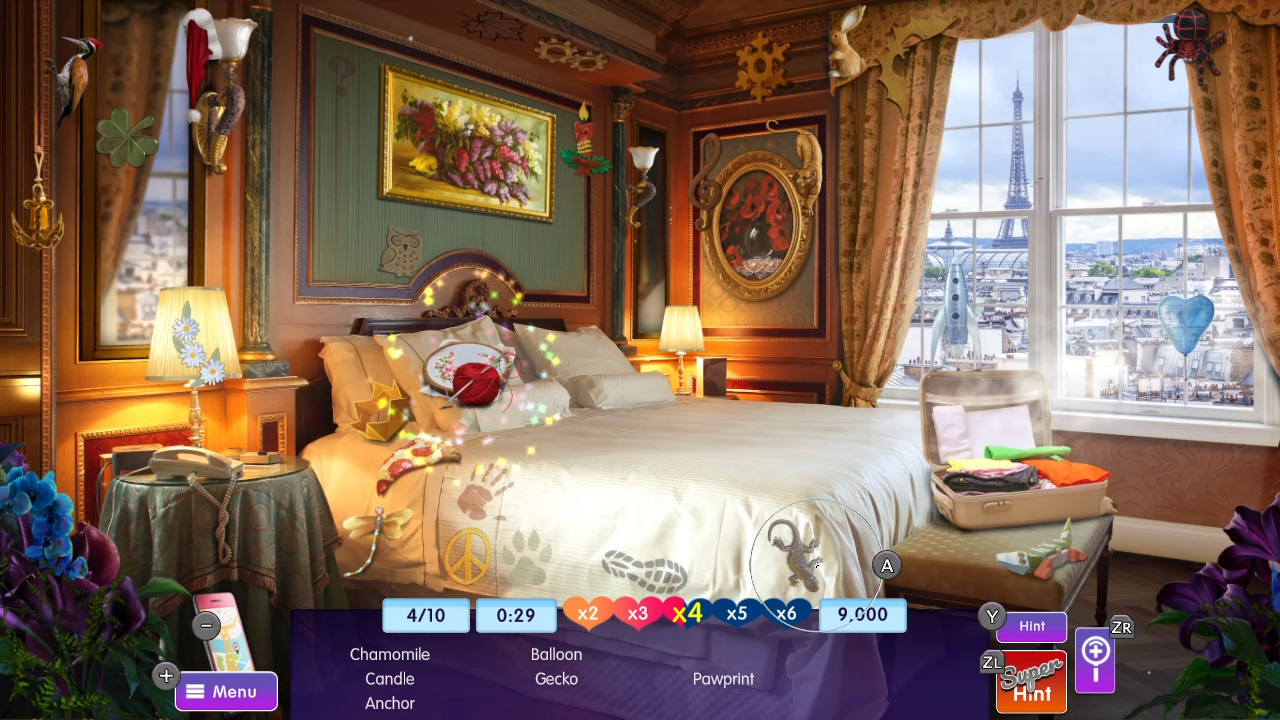 A
4/10
0:29
x2
x3
x4
x5
x6
9,000
Y
Hint
ZR
Chamomile
Balloon
Candle
Gecko
Pawprint
Anchor
ZL
Super
Hint
+
Menu